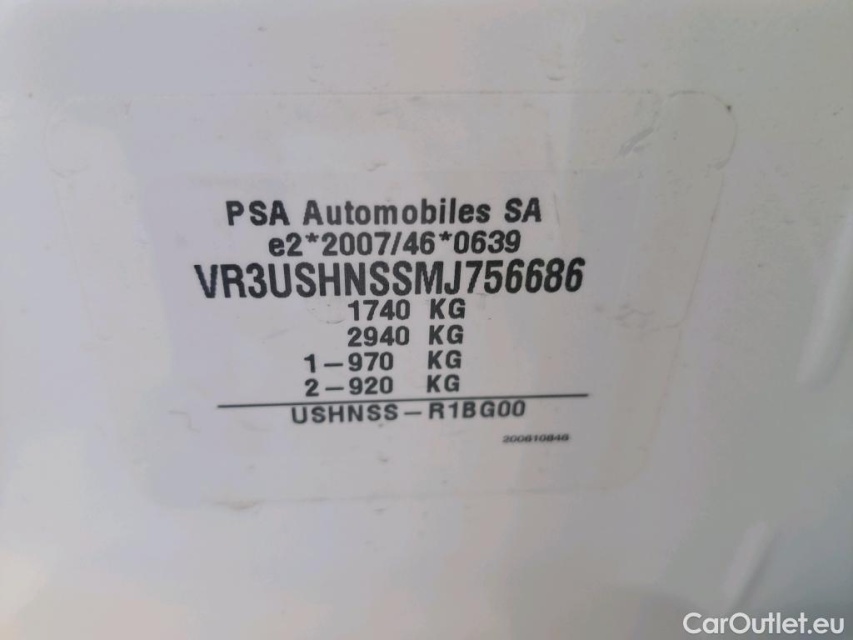 PSA Automobiles SA
e2*2007/46*0639
VR3USHNSSMJ756686
1740 KG
2940 KG
1-970 KG
2-920 KG
USHNSS-R1BG00
200610846
CarOutlet.eu